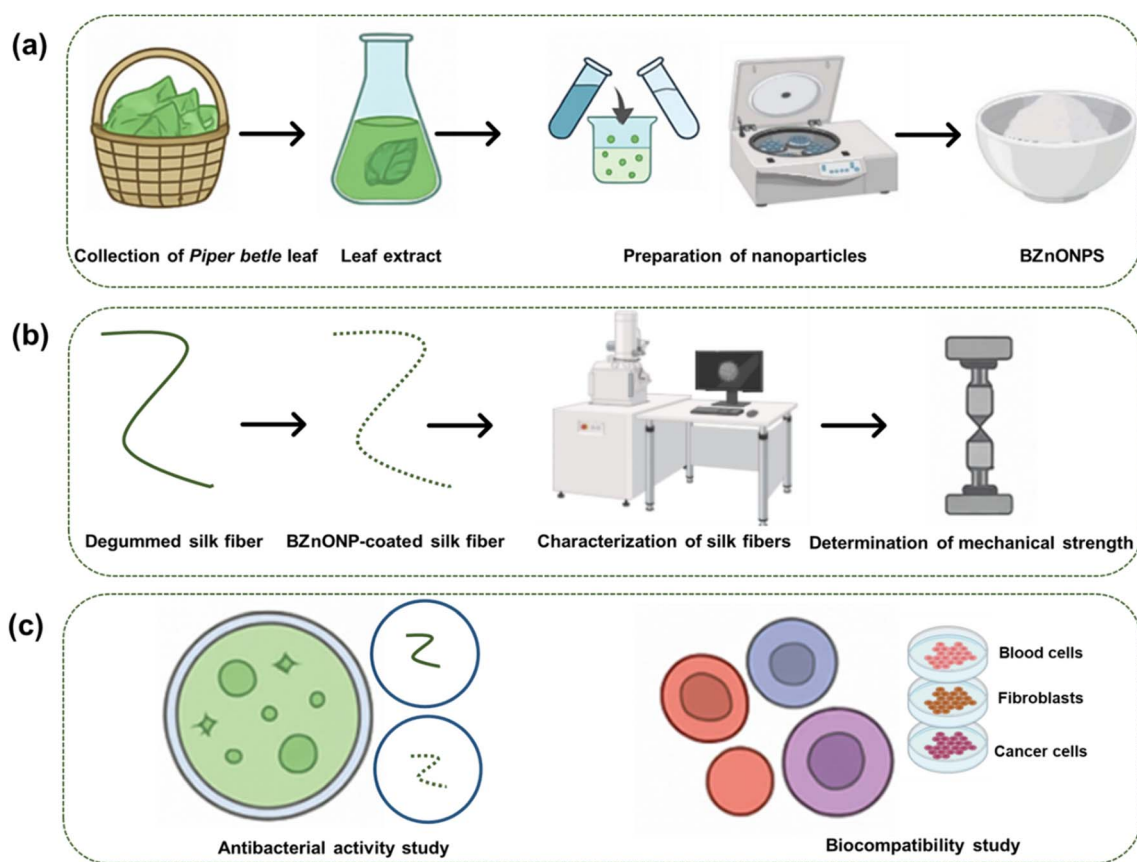 (a)
Collection of Piper betle leaf
Leaf extract
Preparation of nanoparticles
BZnONPS
(b)
Degummed silk fiber
BZnONP-coated silk fiber
Characterization of silk fibers
Determination of mechanical strength
(c)
Blood cells
Fibroblasts
Cancer cells
Antibacterial activity study
Biocompatibility study